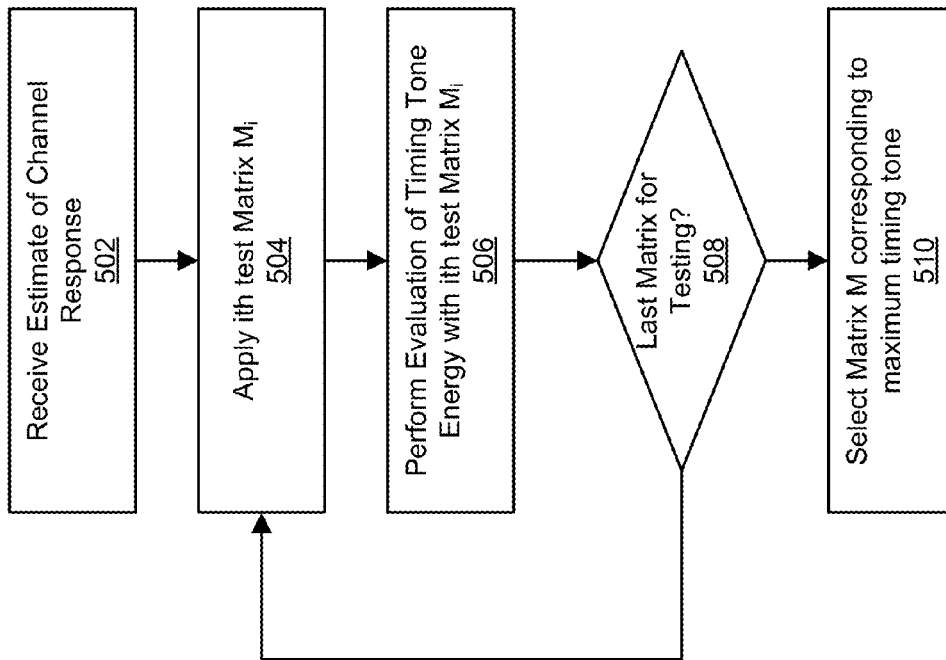 Receive Estimate of Channel
Response
502
Apply ith test Matrix Mᵢ
504
Perform Evaluation of Timing Tone
Energy with ith test Matrix Mᵢ
506
Last Matrix for
Testing?
508
Select Matrix M corresponding to
maximum timing tone
510